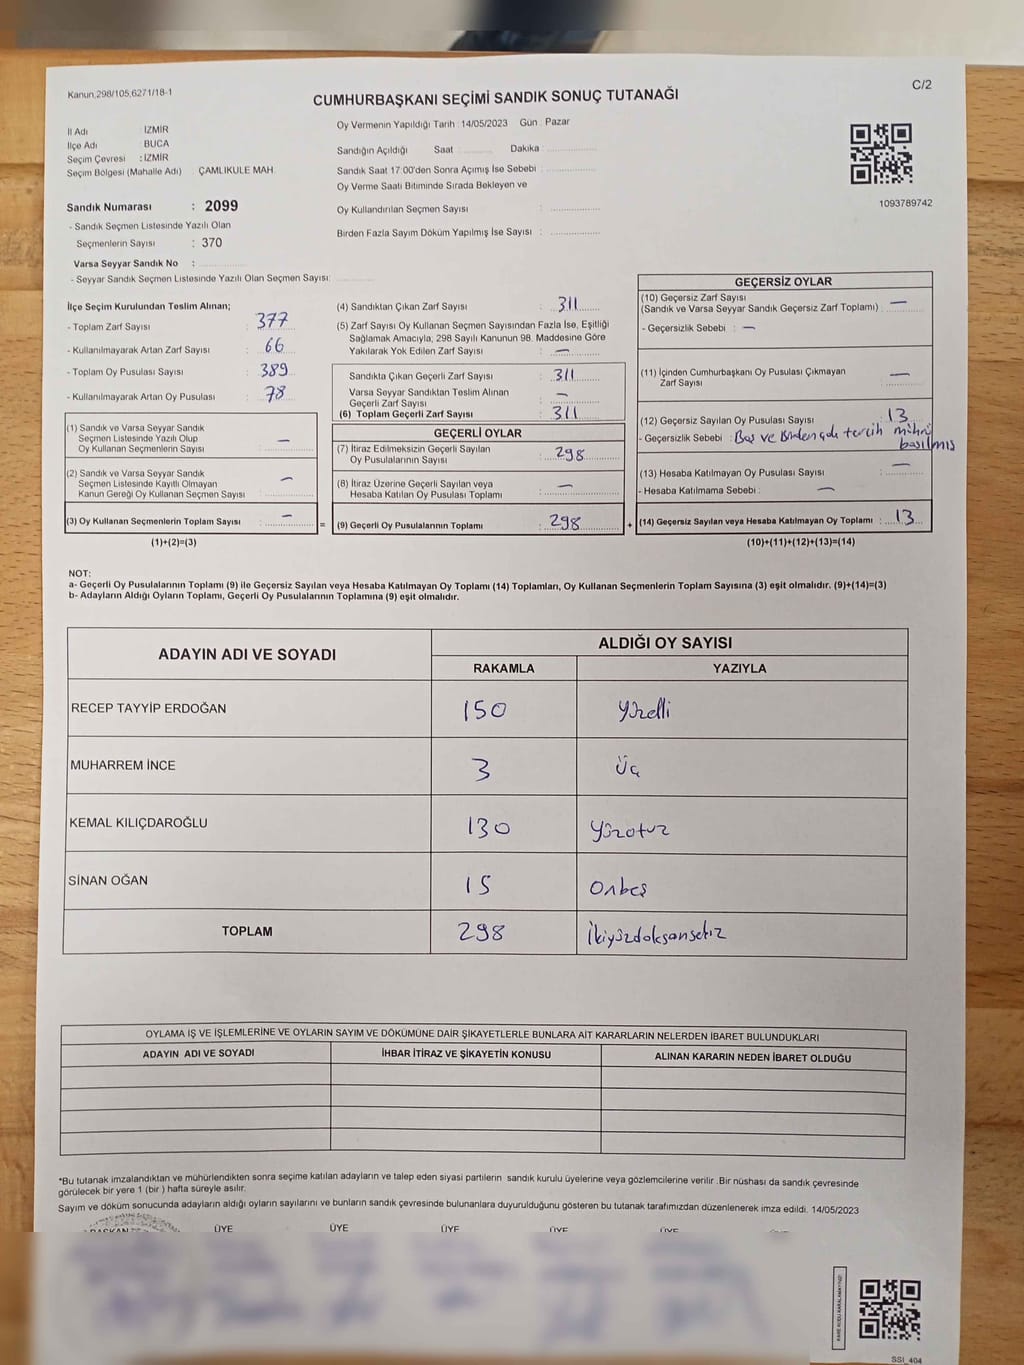 Kanun,298/105,6271/18-1
C/2
CUMHURBAŞKANI SEÇİMİ SANDIK SONUÇ TUTANAĞI
Oy Vermenin Yapıldığı Tarih : 14/05/2023 Gün : Pazar
İl Adı İZMİR
İlçe Adı BUCA
Seçim Çevresi : İZMİR
Seçim Bölgesi (Mahalle Adı) ÇAMLIKULE MAH.
Sandığın Açıldığı Saat Dakika
Sandık Saat 17:00'den Sonra Açımış İse Sebebi
Oy Verme Saati Bitiminde Sırada Bekleyen ve
Oy Kullandırılan Seçmen Sayısı :
Birden Fazla Sayım Döküm Yapılmış İse Sayısı :
1093789742
Sandık Numarası : 2099
- Sandık Seçmen Listesinde Yazılı Olan
Seçmenlerin Sayısı : 370
Varsa Seyyar Sandık No :
- Seyyar Sandık Seçmen Listesinde Yazılı Olan Seçmen Sayısı:
İlçe Seçim Kurulundan Teslim Alınan;
- Toplam Zarf Sayısı : 377
- Kullanılmayarak Artan Zarf Sayısı : 66
- Toplam Oy Pusulası Sayısı : 389
- Kullanılmayarak Artan Oy Pusulası : 78
(1) Sandık ve Varsa Seyyar Sandık
Seçmen Listesinde Yazılı Olup
Oy Kullanan Seçmenlerin Sayısı : —
(2) Sandık ve Varsa Seyyar Sandık
Seçmen Listesinde Kayıtlı Olmayan
Kanun Gereği Oy Kullanan Seçmen Sayısı : —
(3) Oy Kullanan Seçmenlerin Toplam Sayısı : —
(1)+(2)=(3)
=
(4) Sandıktan Çıkan Zarf Sayısı : 311
(5) Zarf Sayısı Oy Kullanan Seçmen Sayısından Fazla İse, Eşitliği
Sağlamak Amacıyla, 298 Sayılı Kanunun 98. Maddesine Göre
Yakılarak Yok Edilen Zarf Sayısı : —
Sandıkta Çıkan Geçerli Zarf Sayısı : 311
Varsa Seyyar Sandıktan Teslim Alınan
Geçerli Zarf Sayısı : —
(6) Toplam Geçerli Zarf Sayısı : 311
GEÇERLİ OYLAR
(7) İtiraz Edilmeksizin Geçerli Sayılan
Oy Pusulalarının Sayısı : 298
(8) İtiraz Üzerine Geçerli Sayılan veya
Hesaba Katılan Oy Pusulası Toplamı : —
(9) Geçerli Oy Pusulalarının Toplamı : 298
+
GEÇERSİZ OYLAR
(10) Geçersiz Zarf Sayısı
(Sandık ve Varsa Seyyar Sandık Geçersiz Zarf Toplamı) : —
- Geçersizlik Sebebi : —
(11) İçinden Cumhurbaşkanı Oy Pusulası Çıkmayan
Zarf Sayısı : —
(12) Geçersiz Sayılan Oy Pusulası Sayısı : 13
- Geçersizlik Sebebi : Boş ve Birden çok tercih mührü
basılmış
(13) Hesaba Katılmayan Oy Pusulası Sayısı : —
- Hesaba Katılmama Sebebi : —
(14) Geçersiz Sayılan veya Hesaba Katılmayan Oy Toplamı : 13
(10)+(11)+(12)+(13)=(14)
NOT:
a- Geçerli Oy Pusulalarının Toplamı (9) ile Geçersiz Sayılan veya Hesaba Katılmayan Oy Toplamı (14) Toplamları, Oy Kullanan Seçmenlerin Toplam Sayısına (3) eşit olmalıdır. (9)+(14)=(3)
b- Adayların Aldığı Oyların Toplamı, Geçerli Oy Pusulalarının Toplamına (9) eşit olmalıdır.
ADAYIN ADI VE SOYADI
ALDIĞI OY SAYISI
RAKAMLA YAZIYLA
RECEP TAYYİP ERDOĞAN 150 Yüzelli
MUHARREM İNCE 3 Üç
KEMAL KILIÇDAROĞLU 130 Yüzotuz
SİNAN OĞAN 15 Onbeş
TOPLAM 298 İkiyüzdoksansekiz
OYLAMA İŞ VE İŞLEMLERİNE VE OYLARIN SAYIM VE DÖKÜMÜNE DAİR ŞİKAYETLERLE BUNLARA AİT KARARLARIN NELERDEN İBARET BULUNDUKLARI
ADAYIN ADI VE SOYADI İHBAR İTİRAZ VE ŞİKAYETİN KONUSU ALINAN KARARIN NEDEN İBARET OLDUĞU
*Bu tutanak imzalandıktan ve mühürlendikten sonra seçime katılan adayların ve talep eden siyasi partilerin sandık kurulu üyelerine veya gözlemcilerine verilir .Bir nüshası da sandık çevresinde
görülecek bir yere 1 (bir ) hafta süreyle asılır.
Sayım ve döküm sonucunda adayların aldığı oyların sayılarını ve bunların sandık çevresinde bulunanlara duyurulduğunu gösteren bu tutanak tarafımızdan düzenlenerek imza edildi. 14/05/2023
BAŞKAN ÜYE ÜYE ÜYE ÜYE ÜYE
SSI_404